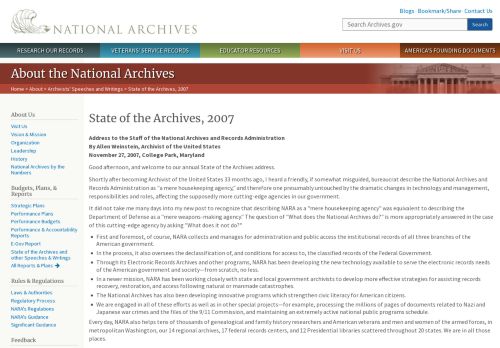 Blogs · Bookmark/Share · Contact Us
NATIONAL ARCHIVES
Search Archives.gov
Search
RESEARCH OUR RECORDS
VETERANS' SERVICE RECORDS
EDUCATOR RESOURCES
VISIT US
AMERICA'S FOUNDING DOCUMENTS
About the National Archives
Home > About > Archivists' Speeches and Writings > State of the Archives, 2007
About Us
Visit Us
Vision & Mission
Organization
Leadership
History
National Archives by the
Numbers
Budgets, Plans, &
Reports
Strategic Plans
Performance Plans
Performance Budgets
Performance & Accountability
Reports
E-Gov Report
State of the Archives and
other Speeches & Writings
All Reports & Plans
Rules & Regulations
Laws & Authorities
Regulatory Process
NARA's Regulations
NARA's Guidance
Significant Guidance
Feedback
State of the Archives, 2007
Address to the Staff of the National Archives and Records Administration
By Allen Weinstein, Archivist of the United States
November 27, 2007, College Park, Maryland
Good afternoon, and welcome to our annual State of the Archives address.
Shortly after becoming Archivist of the United States 33 months ago, I heard a friendly, if somewhat misguided, bureaucrat describe the National Archives and
Records Administration as "a mere housekeeping agency," and therefore one presumably untouched by the dramatic changes in technology and management,
responsibilities and roles, affecting the supposedly more cutting-edge agencies in our government.
It did not take me many days into my new post to recognize that describing NARA as a "mere housekeeping agency" was equivalent to describing the
Department of Defense as a "mere weapons-making agency." The question of "What does the National Archives do?" is more appropriately answered in the case
of this cutting-edge agency by asking "What does it not do?"
• First and foremost, of course, NARA collects and manages for administration and public access the institutional records of all three branches of the
American government.
• In the process, it also oversees the declassification of, and conditions for access to, the classified records of the Federal Government.
• Through its Electronic Records Archives and other programs, NARA has been developing the new technology available to serve the electronic records needs
of the American government and society—from scratch, no less.
• In a newer mission, NARA has been working closely with state and local government archivists to develop more effective strategies for assisting records
recovery, restoration, and access following natural or manmade catastrophes.
• The National Archives has also been developing innovative programs which strengthen civic literacy for American citizens.
• We are engaged in all of these efforts as well as in other special projects—for example, processing the millions of pages of documents related to Nazi and
Japanese war crimes and the files of the 9/11 Commission, and maintaining an extremely active national public programs schedule.
Every day, NARA also helps tens of thousands of genealogical and family history researchers and American veterans and men and women of the armed forces, in
metropolitan Washington, our 14 regional archives, 17 federal records centers, and 12 Presidential libraries scattered throughout 20 states. We are in all those
places.